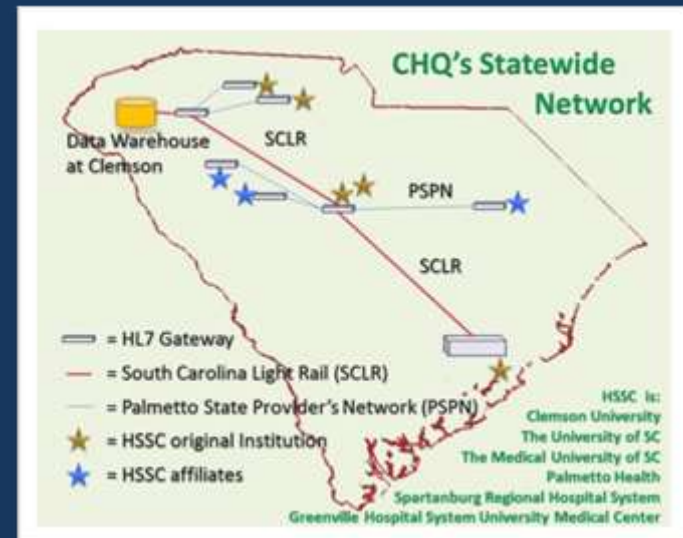 CHQ's Statewide
Network
Data Warehouse
at Clemson
SCLR
PSPN
SCLR
= HL7 Gateway
= South Carolina Light Rail (SCLR)
= Palmetto State Provider's Network (PSPN)
= HSSC original Institution
= HSSC affiliates
HSSC is:
Clemson University
The University of SC
The Medical University of SC
Palmetto Health
Spartanburg Regional Hospital System
Greenville Hospital System University Medical Center